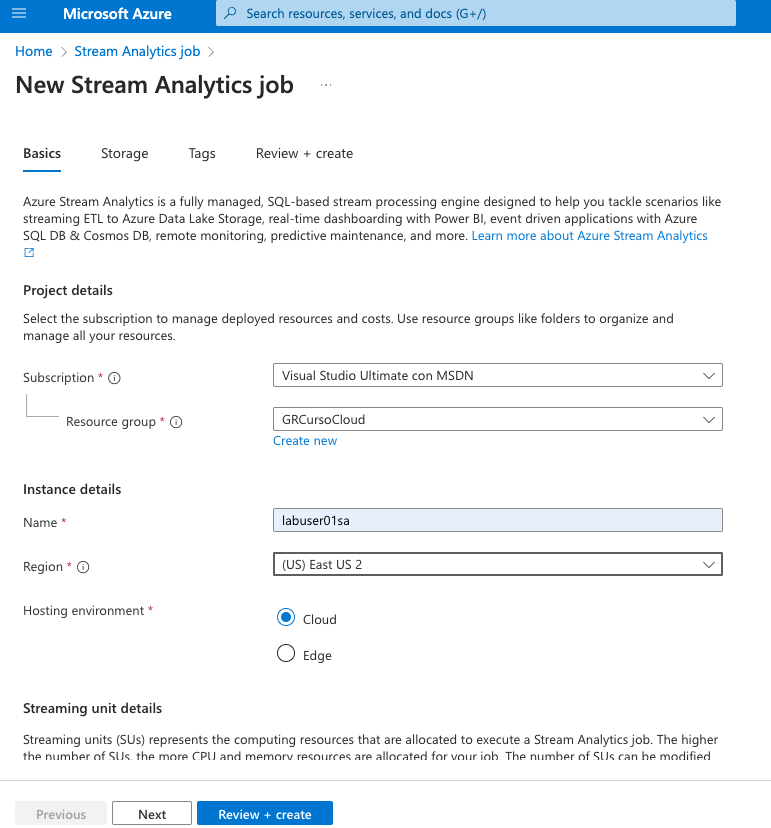 Microsoft Azure
Search resources, services, and docs (G+/)
Home > Stream Analytics job >
New Stream Analytics job ...
Basics Storage Tags Review + create
Azure Stream Analytics is a fully managed, SQL-based stream processing engine designed to help you tackle scenarios like
streaming ETL to Azure Data Lake Storage, real-time dashboarding with Power BI, event driven applications with Azure
SQL DB & Cosmos DB, remote monitoring, predictive maintenance, and more. Learn more about Azure Stream Analytics
Project details
Select the subscription to manage deployed resources and costs. Use resource groups like folders to organize and
manage all your resources.
Subscription * Visual Studio Ultimate con MSDN
Resource group * GRCursoCloud
Create new
Instance details
Name * labuser01sa
Region * (US) East US 2
Hosting environment * Cloud
Edge
Streaming unit details
Streaming units (SUs) represents the computing resources that are allocated to execute a Stream Analytics job. The higher
the number of SUs, the more CPU and memory resources are allocated for your job. The number of SUs can be modified
Previous Next Review + create